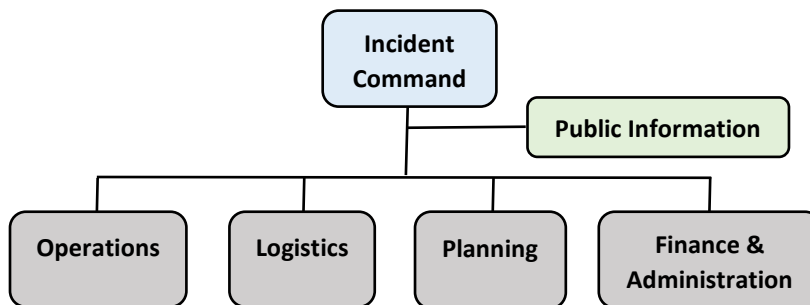 Incident
Command
Public Information
Operations
Logistics
Planning
Finance &
Administration